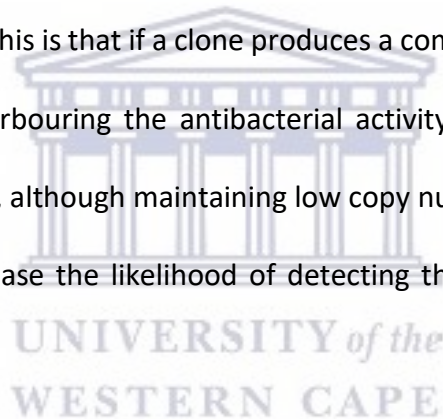 his is that if a clone produces a con
rbouring the antibacterial activity
, although maintaining low copy nu
ase the likelihood of detecting th
UNIVERSITY of the
WESTERN CAPE